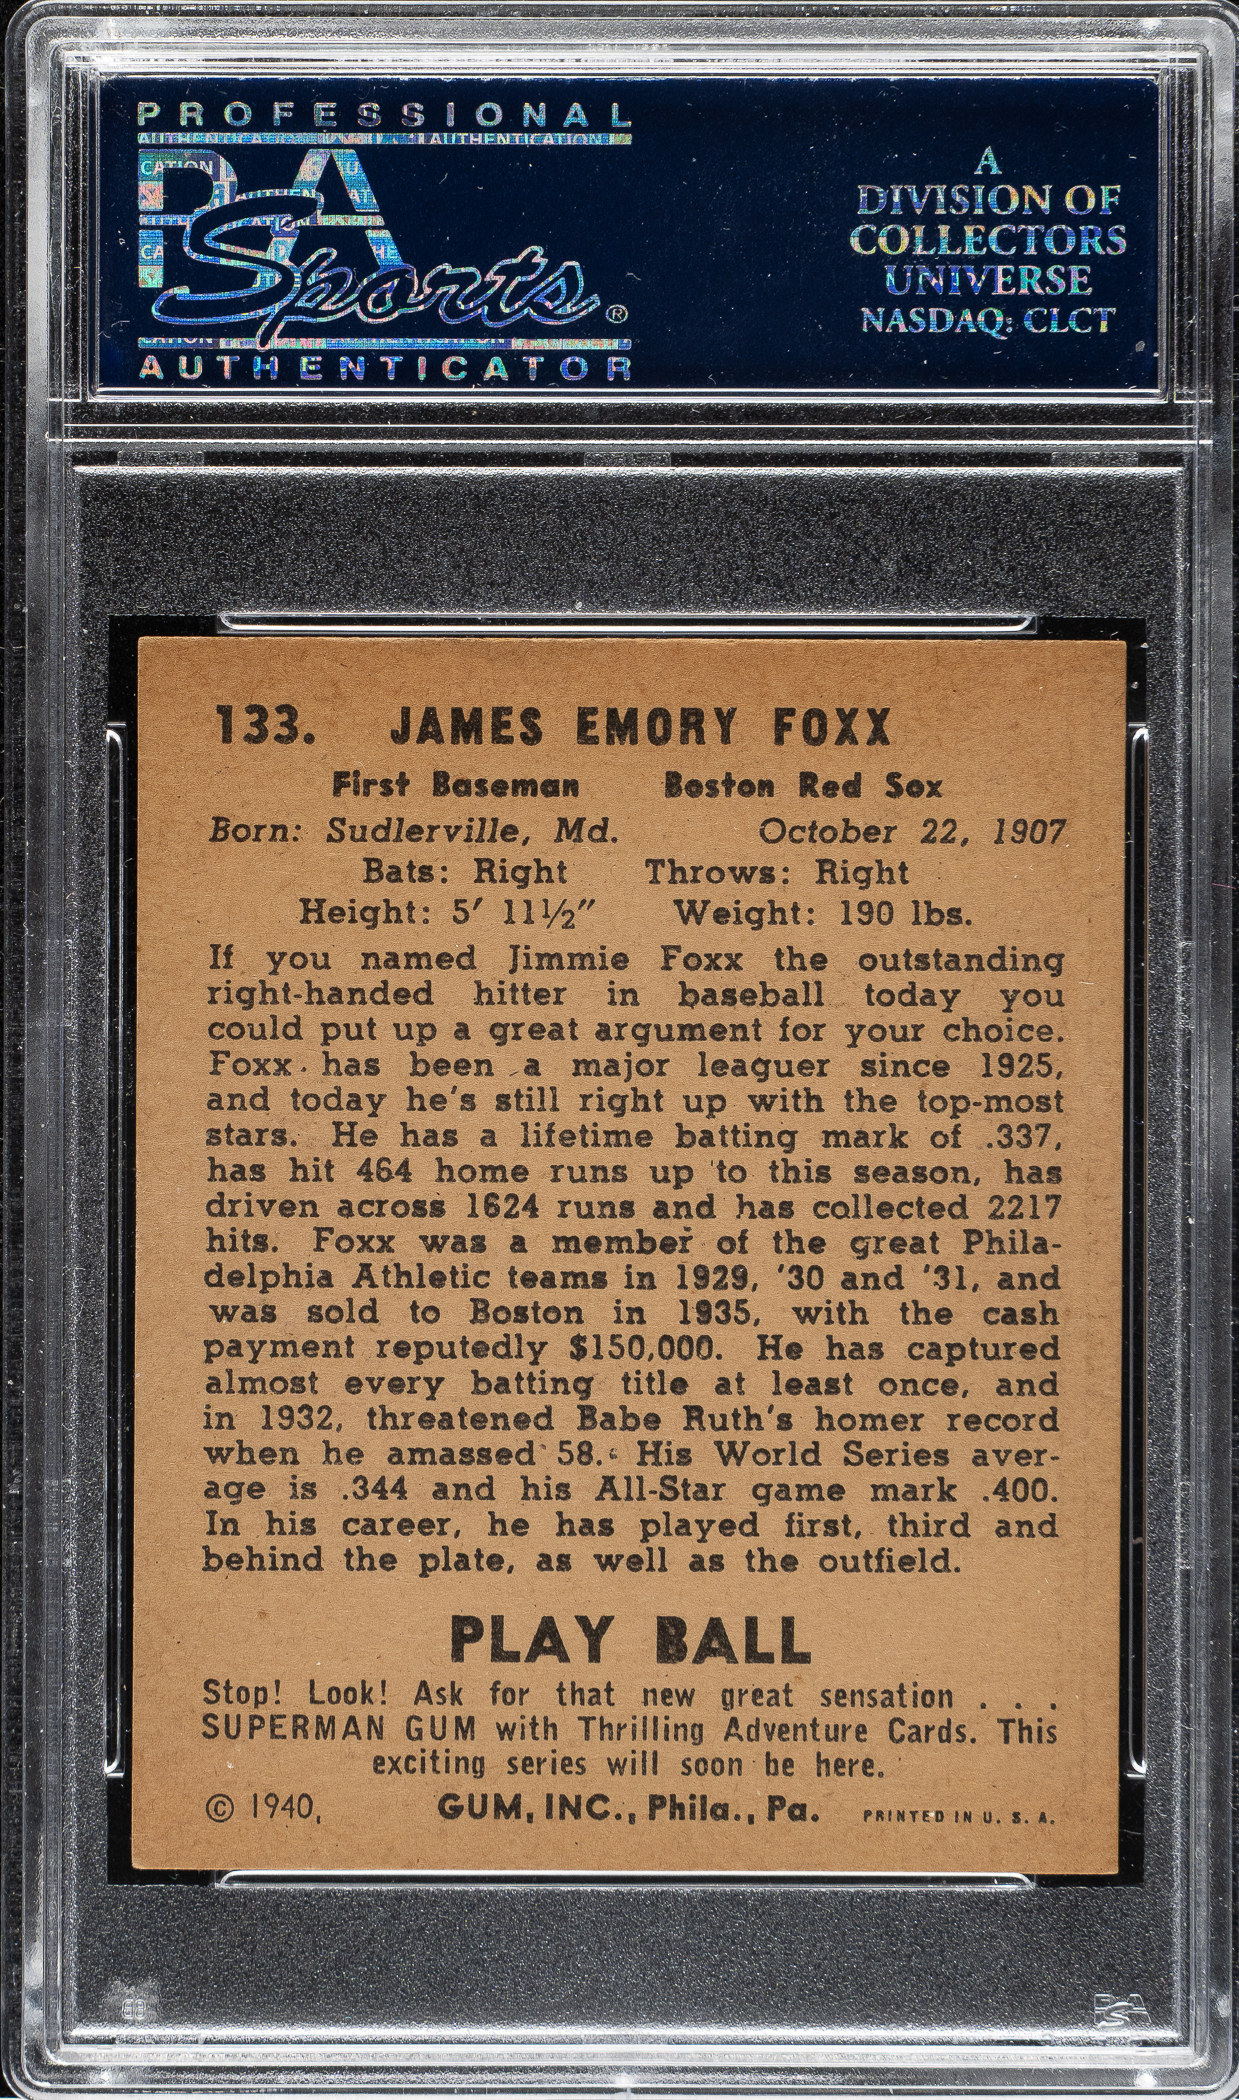 PROFESSIONAL
PSA
Sports®
AUTHENTICATOR
A
DIVISION OF
COLLECTORS
UNIVERSE
NASDAQ: CLCT
133. JAMES EMORY FOXX
First Baseman Boston Red Sox
Born: Sudlerville, Md. October 22, 1907
Bats: Right Throws: Right
Height: 5′ 11½″ Weight: 190 lbs.
If you named Jimmie Foxx the outstanding
right-handed hitter in baseball today you
could put up a great argument for your choice.
Foxx has been a major leaguer since 1925,
and today he's still right up with the top-most
stars. He has a lifetime batting mark of .337,
has hit 464 home runs up to this season, has
driven across 1624 runs and has collected 2217
hits. Foxx was a member of the great Phila-
delphia Athletic teams in 1929, '30 and '31, and
was sold to Boston in 1935, with the cash
payment reputedly $150,000. He has captured
almost every batting title at least once, and
in 1932, threatened Babe Ruth's homer record
when he amassed 58. His World Series aver-
age is .344 and his All-Star game mark .400.
In his career, he has played first, third and
behind the plate, as well as the outfield.
PLAY BALL
Stop! Look! Ask for that new great sensation . . .
SUPERMAN GUM with Thrilling Adventure Cards. This
exciting series will soon be here.
© 1940, GUM, INC., Phila., Pa. PRINTED IN U. S. A.
PSA